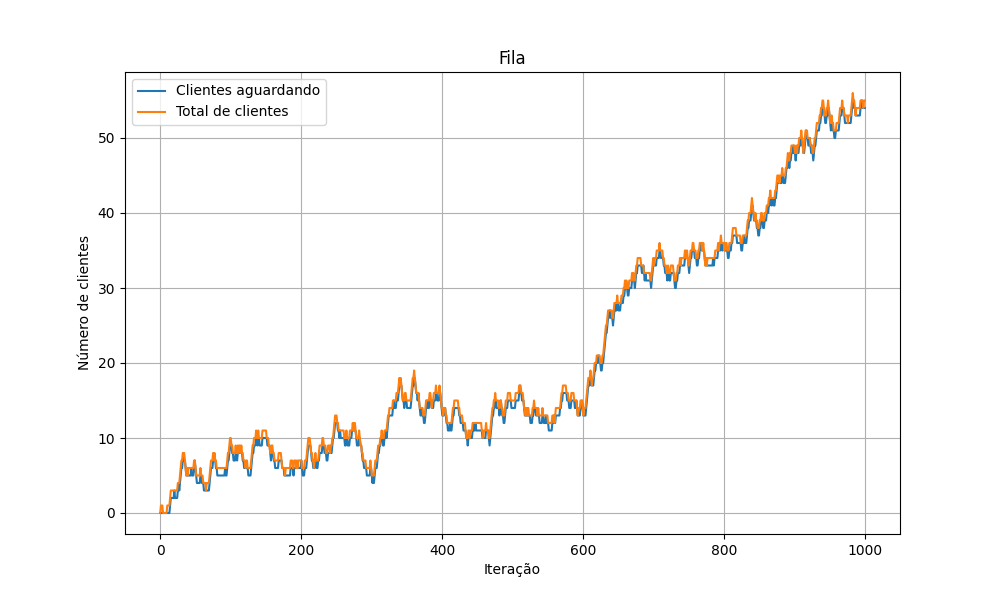 Fila
Clientes aguardando
Total de clientes
Número de clientes
50
40
30
20
10
0
0 200 400 600 800 1000
Iteração